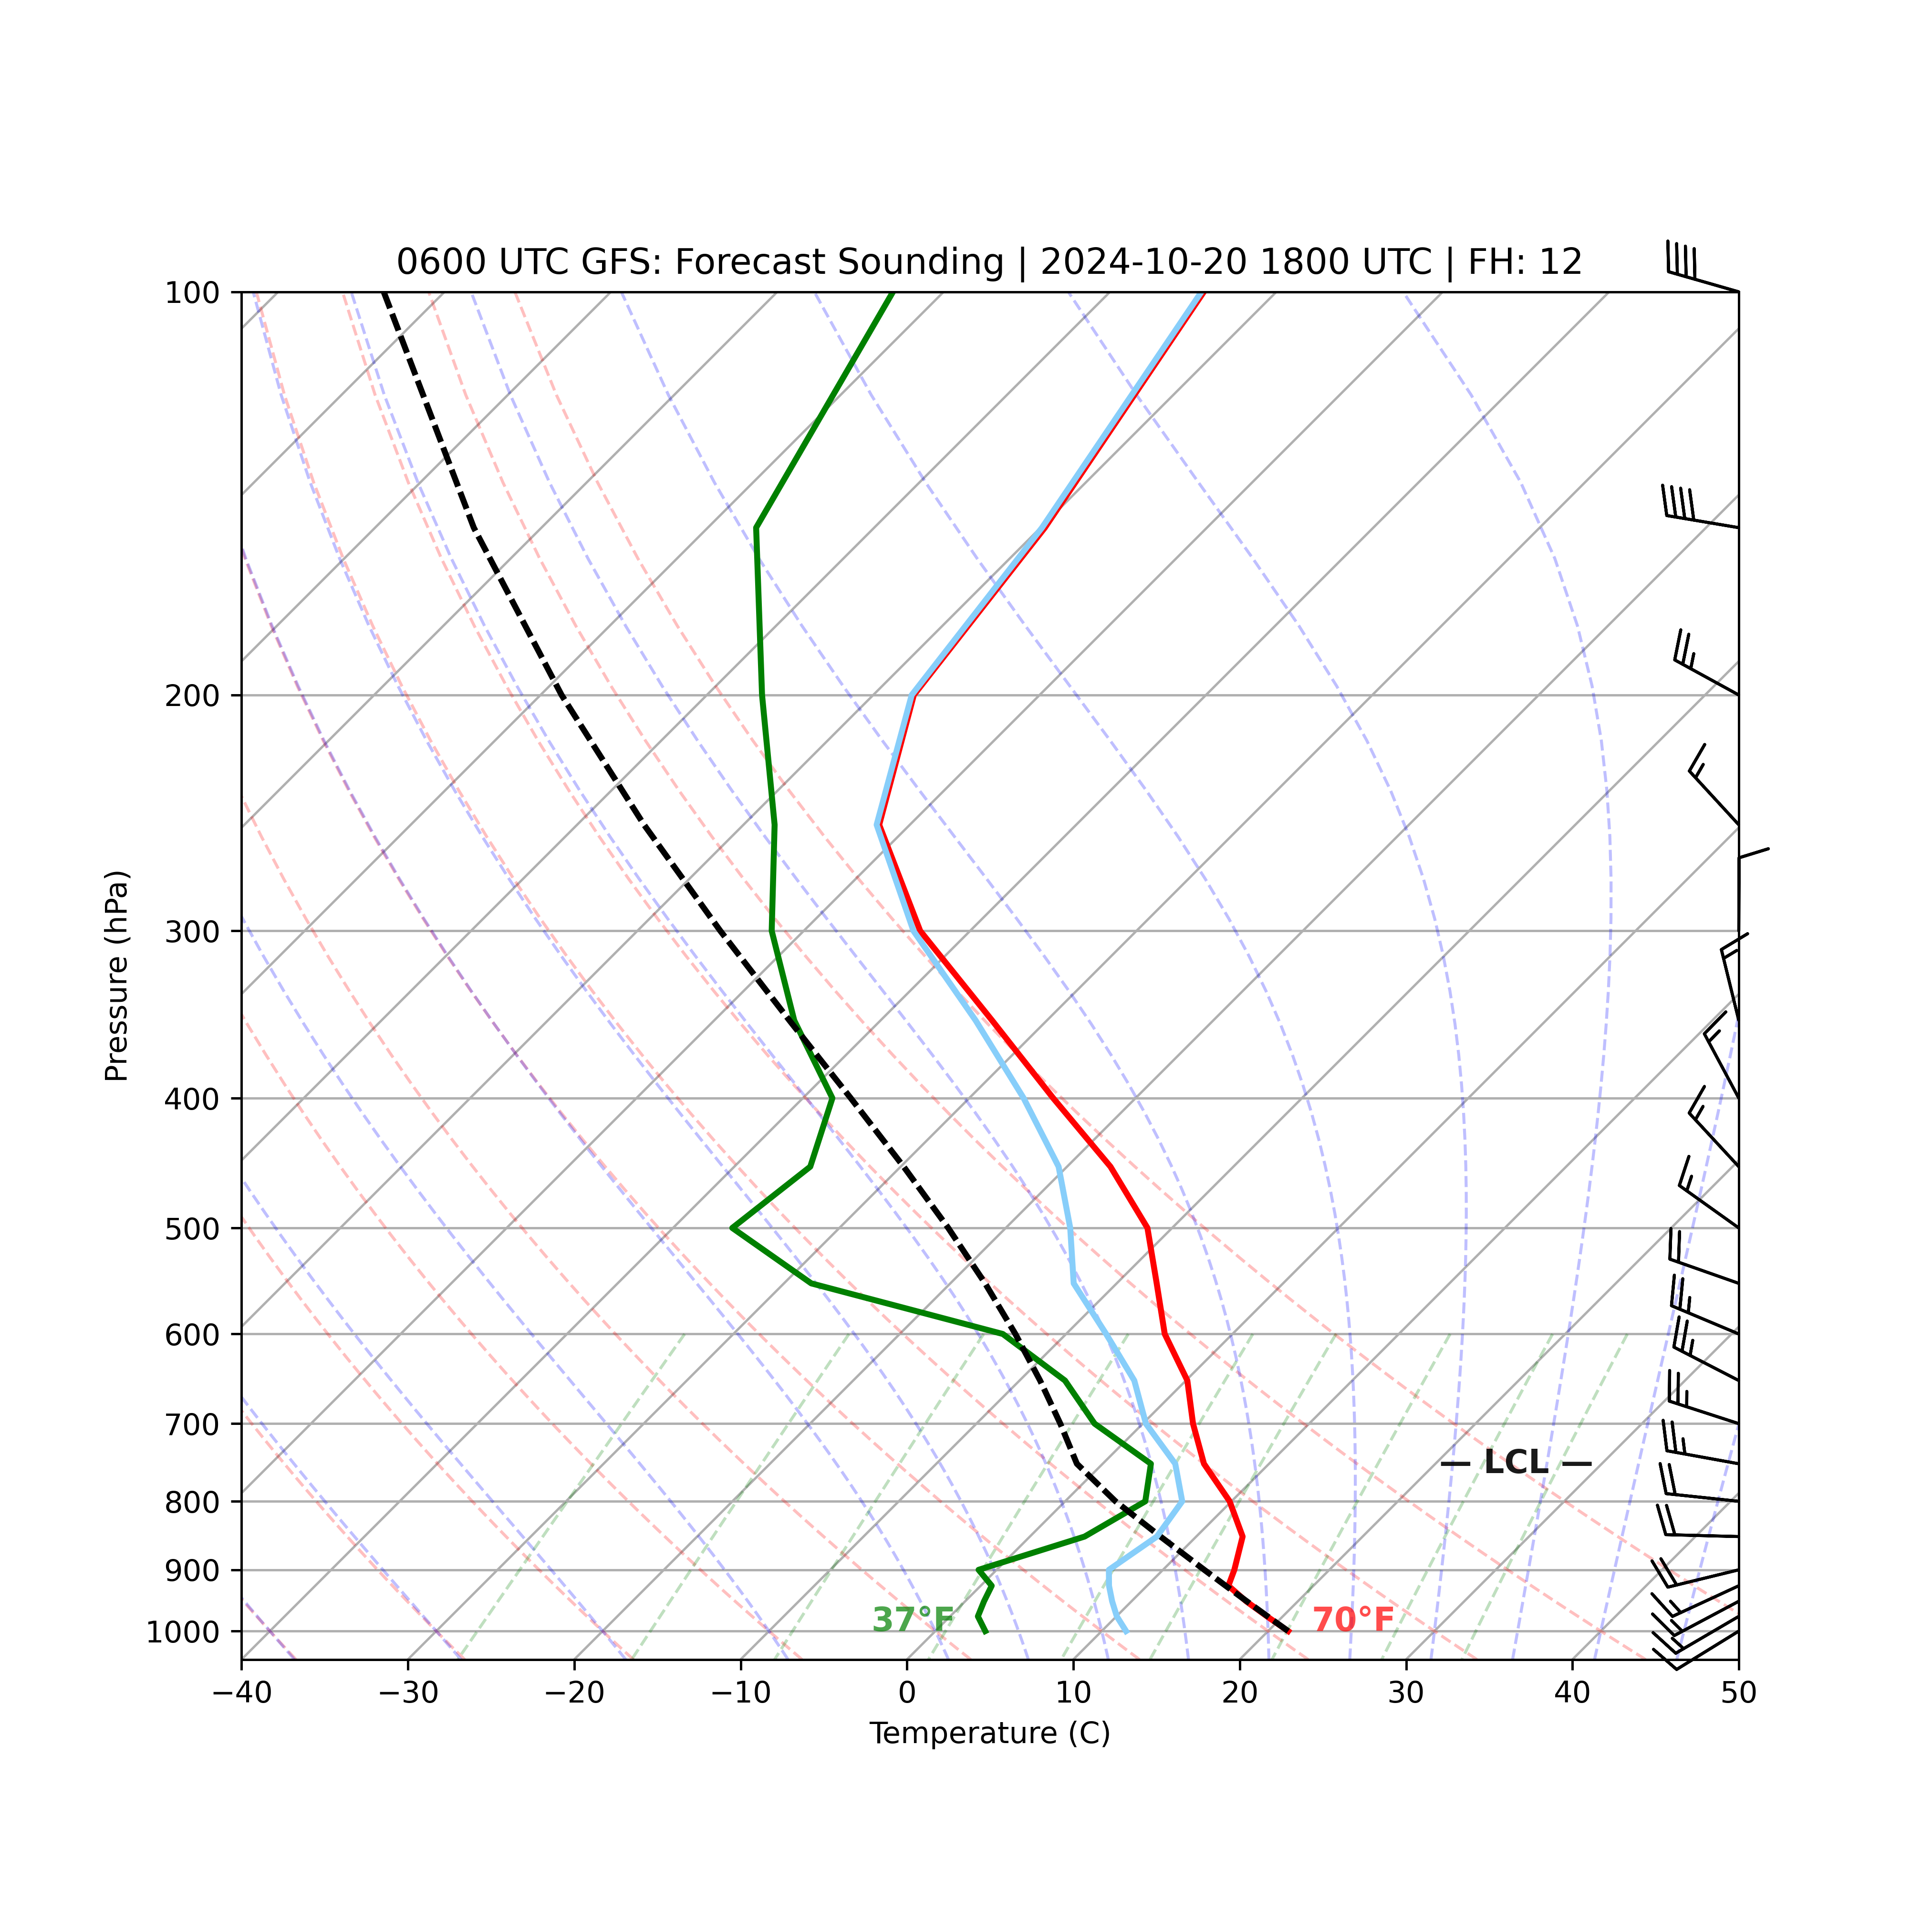 0600 UTC GFS: Forecast Sounding | 2024-10-20 1800 UTC | FH: 12
100
200
300
400
500
600
700
800
900
1000
Pressure (hPa)
— LCL —
37°F
70°F
−40 −30 −20 −10 0 10 20 30 40 50
Temperature (C)